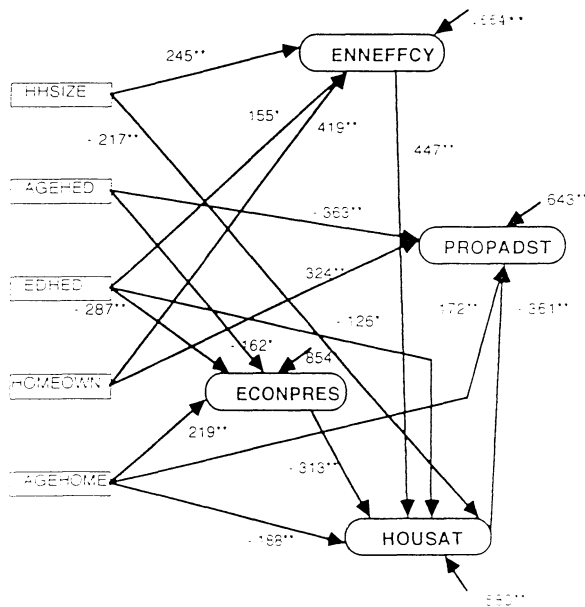 ENNEFFCY
245**
HHSIZE
155*
419**
-217**
447**
AGEHED
-363**
643**
PROPADST
EDHED
324**
-287**
-126*
172**
-361**
-162*
854
HOMEOWN
ECONPRES
219**
-313**
AGEHOME
-188**
HOUSAT